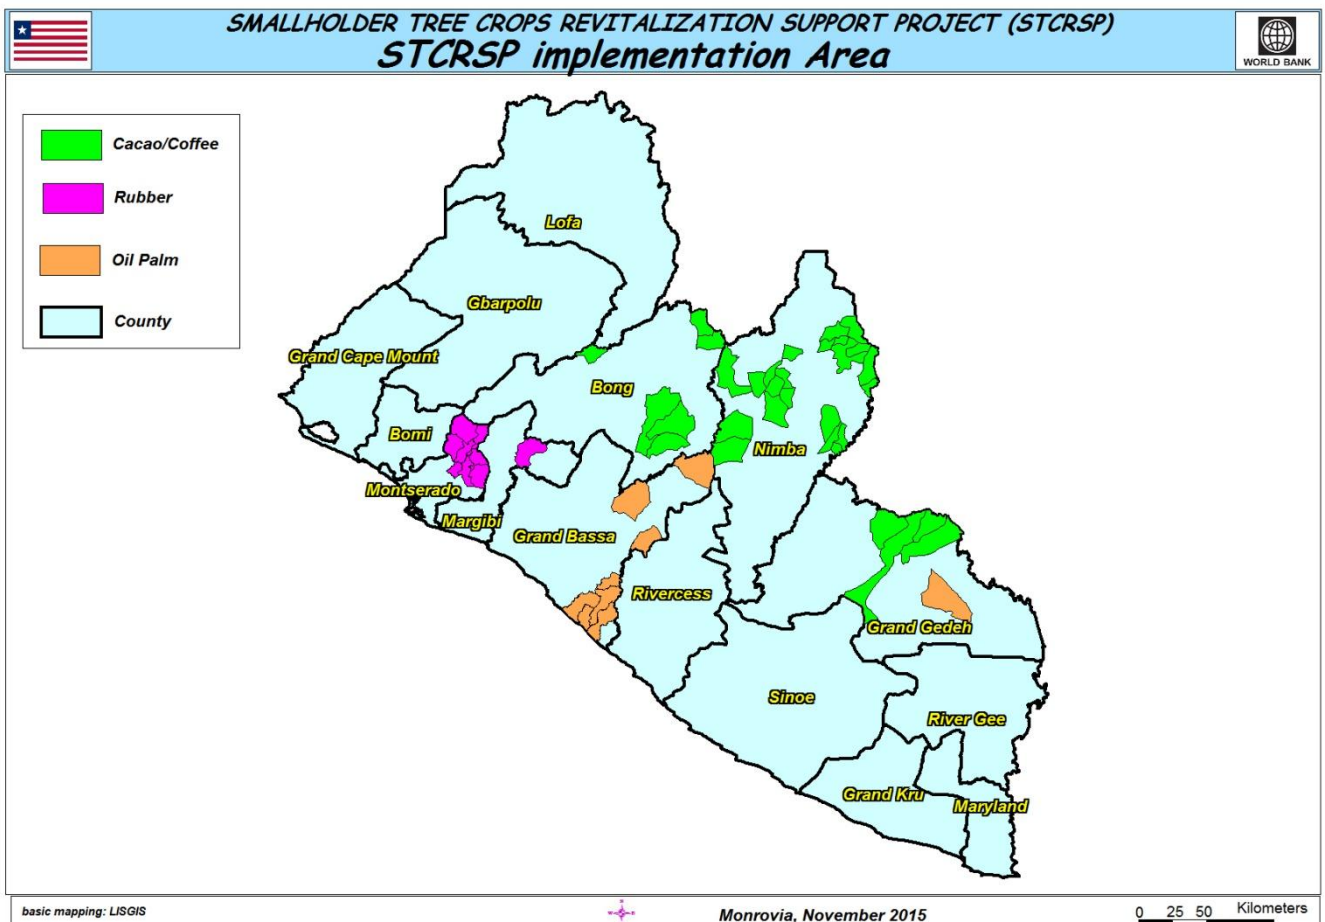 SMALLHOLDER TREE CROPS REVITALIZATION SUPPORT PROJECT (STCRSP)
STCRSP implementation Area
WORLD BANK
Cacao/Coffee
Rubber
Oil Palm
County
Lofa
Gbarpolu
Grand Cape Mount
Bong
Bomi
Nimba
Montserado
Margibi
Grand Bassa
Rivercess
Grand Gedeh
Sinoe
River Gee
Grand Kru
Maryland
basic mapping: LISGIS
Monrovia, November 2015
0 25 50 Kilometers